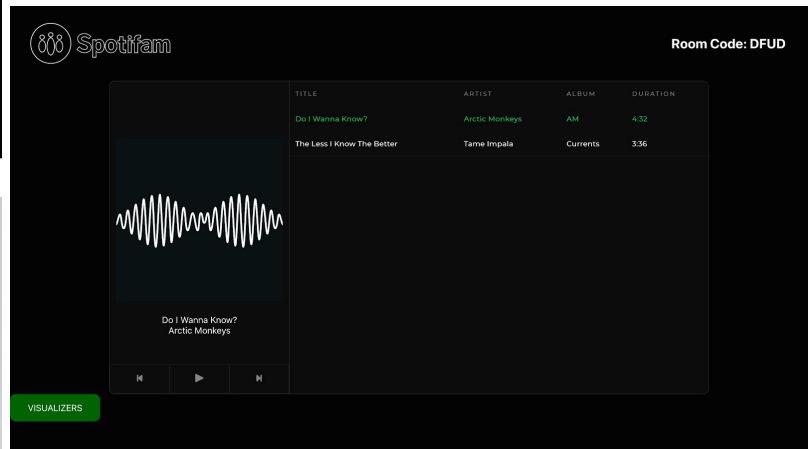 Spotifam
Room Code: DFUD
TITLE ARTIST ALBUM DURATION
Do I Wanna Know? Arctic Monkeys AM 4:32
The Less I Know The Better Tame Impala Currents 3:36
Do I Wanna Know?
Arctic Monkeys
VISUALIZERS